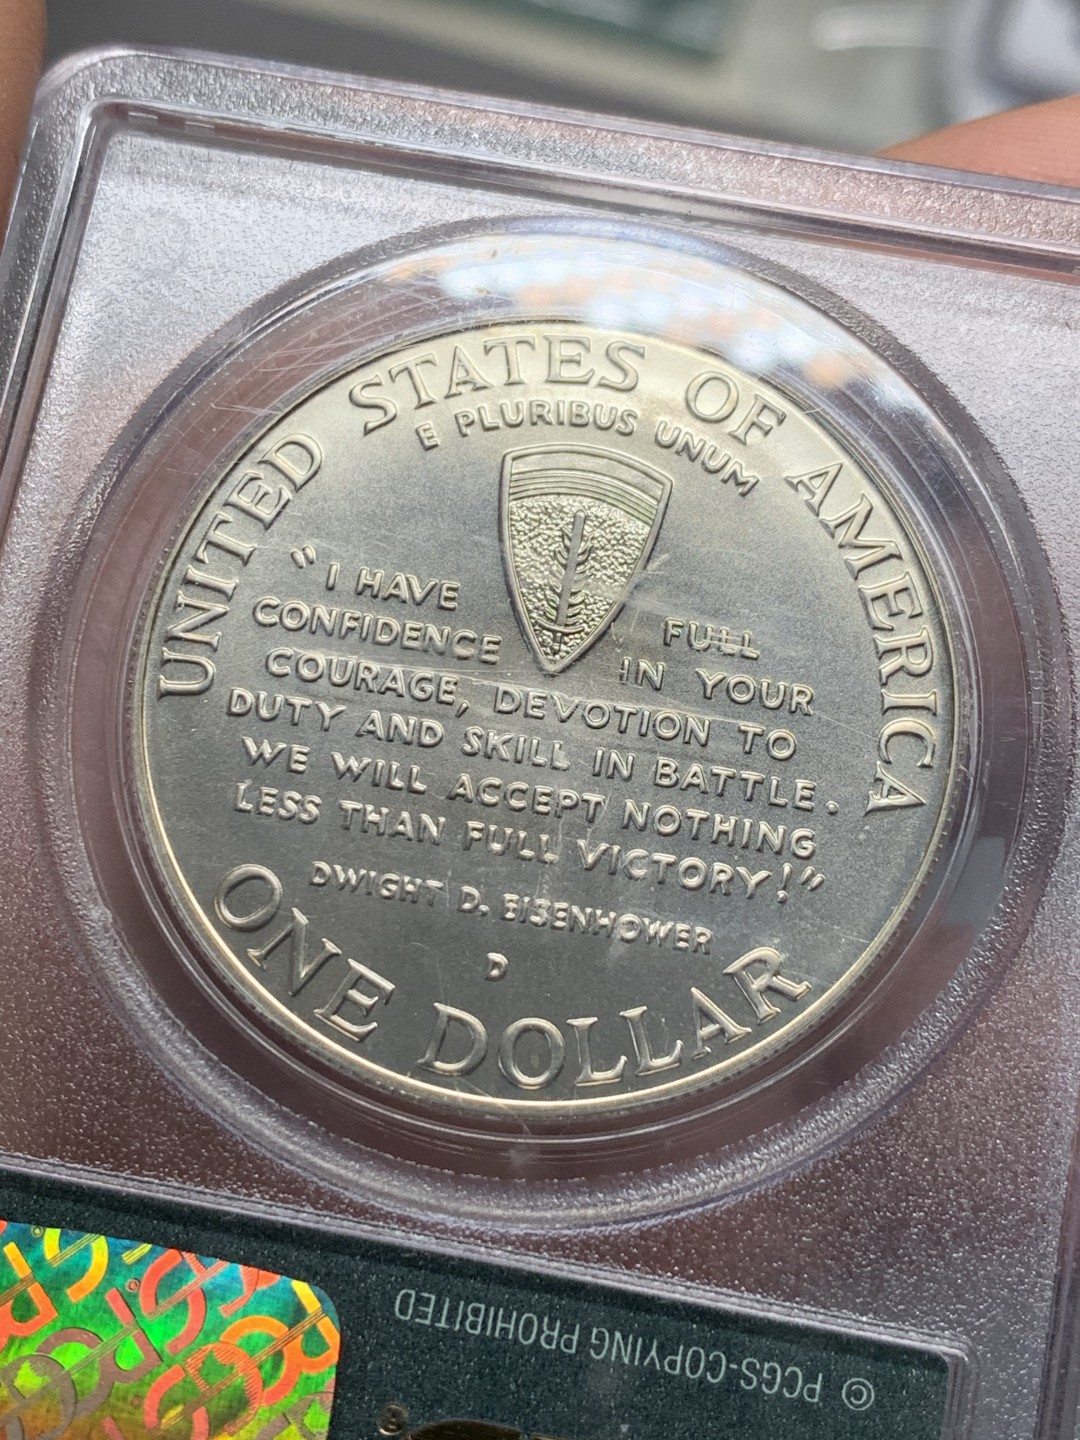 UNITED STATES OF AMERICA
E PLURIBUS UNUM
"I HAVE FULL
CONFIDENCE IN YOUR
COURAGE, DEVOTION TO
DUTY AND SKILL IN BATTLE.
WE WILL ACCEPT NOTHING
LESS THAN FULL VICTORY!"
DWIGHT D. EISENHOWER
D
ONE DOLLAR
© PCGS-COPYING PROHIBITED